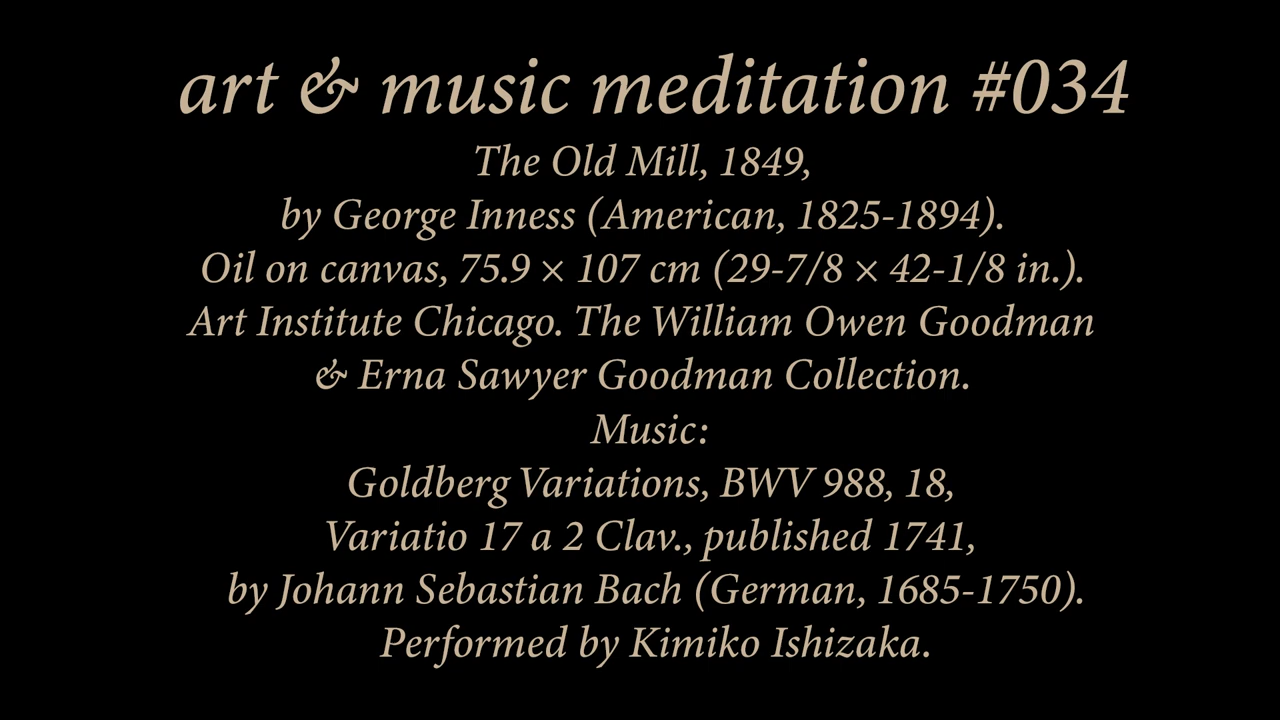 art & music meditation #034
The Old Mill, 1849,
by George Inness (American, 1825-1894).
Oil on canvas, 75.9 × 107 cm (29-7/8 × 42-1/8 in.).
Art Institute Chicago. The William Owen Goodman
& Erna Sawyer Goodman Collection.
Music:
Goldberg Variations, BWV 988, 18,
Variatio 17 a 2 Clav., published 1741,
by Johann Sebastian Bach (German, 1685-1750).
Performed by Kimiko Ishizaka.